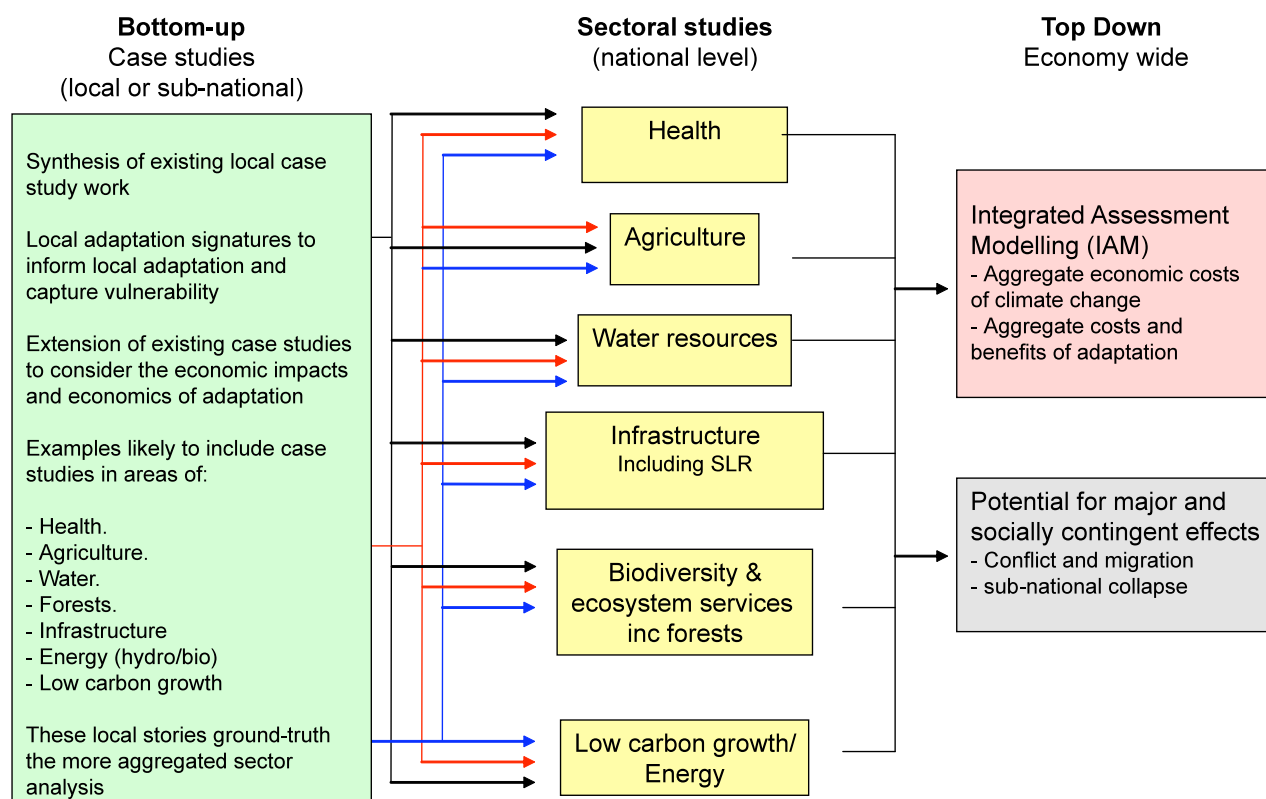 Bottom-up
Case studies
(local or sub-national)
Synthesis of existing local case
study work
Local adaptation signatures to
inform local adaptation and
capture vulnerability
Extension of existing case studies
to consider the economic impacts
and economics of adaptation
Examples likely to include case
studies in areas of:
- Health.
- Agriculture.
- Water.
- Forests.
- Infrastructure
- Energy (hydro/bio)
- Low carbon growth
These local stories ground-truth
the more aggregated sector
analysis
Sectoral studies
(national level)
Health
Agriculture
Water resources
Infrastructure
Including SLR
Biodiversity &
ecosystem services
inc forests
Low carbon growth/
Energy
Top Down
Economy wide
Integrated Assessment
Modelling (IAM)
- Aggregate economic costs
of climate change
- Aggregate costs and
benefits of adaptation
Potential for major and
socially contingent effects
- Conflict and migration
- sub-national collapse